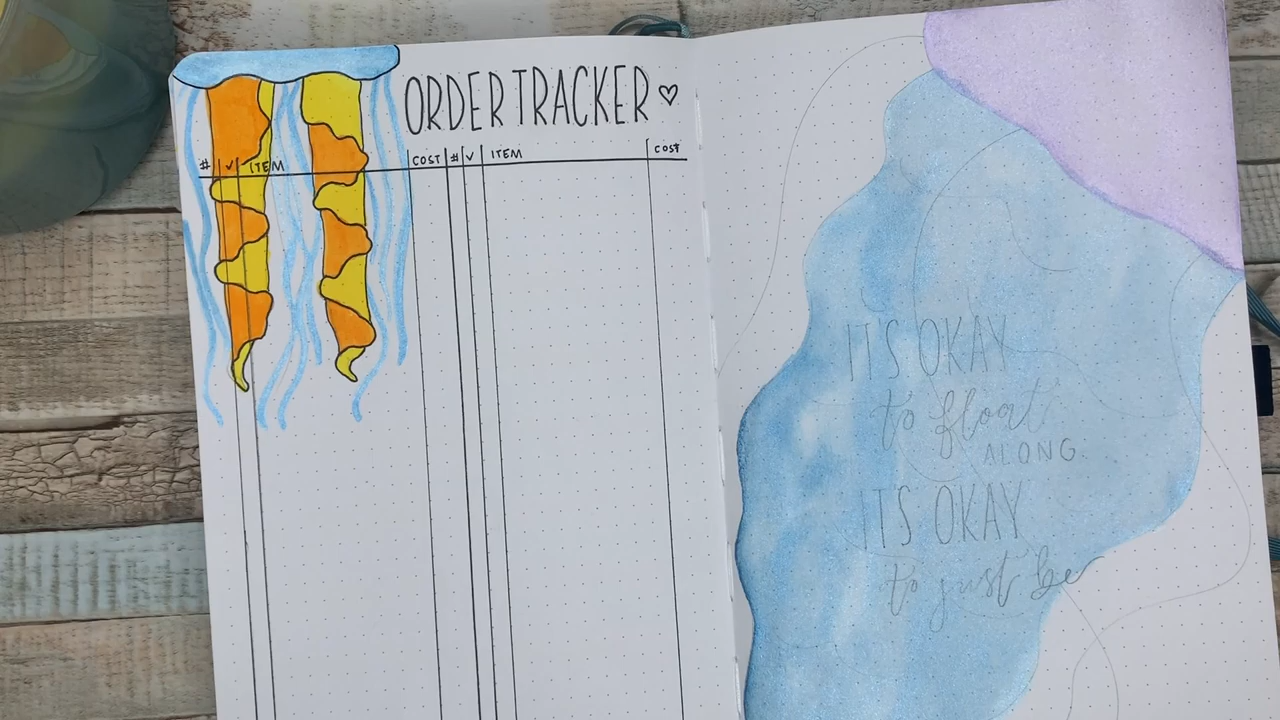 ORDER TRACKER ♡
# √ ITEM COST # √ ITEM COST
ITS OKAY
to float
ALONG
ITS OKAY
to just be